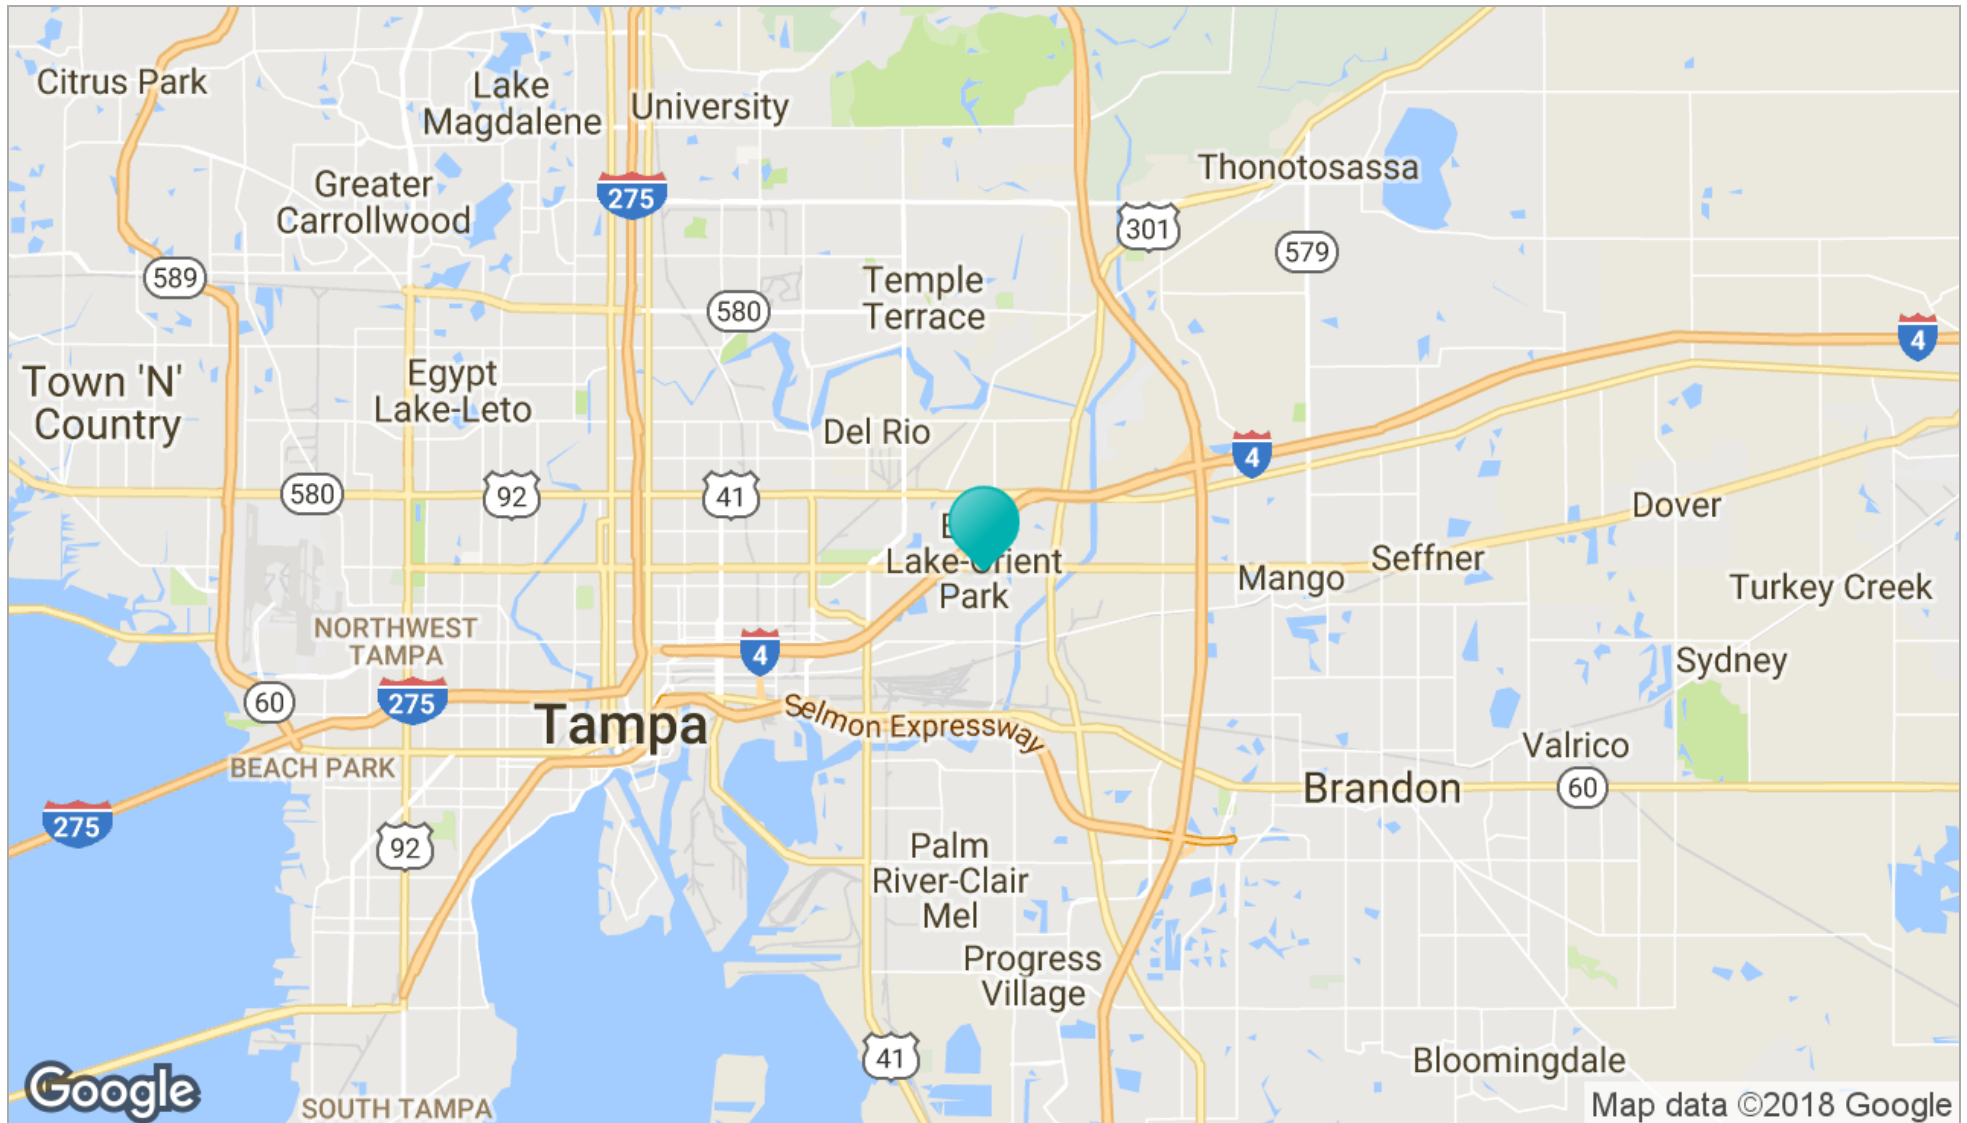 Citrus Park
Lake
Magdalene
University
Greater
Carrollwood
275
Thonotosassa
301
579
589
580
Temple
Terrace
4
Town 'N'
Country
Egypt
Lake-Leto
Del Rio
4
580
92
41
Dover
Lake-Orient
Park
Mango
Seffner
Turkey Creek
NORTHWEST
TAMPA
4
Sydney
60
275
Tampa
Selmon Expressway
Valrico
BEACH PARK
Brandon
60
275
92
Palm
River-Clair
Mel
Progress
Village
41
Bloomingdale
Google
SOUTH TAMPA
Map data ©2018 Google